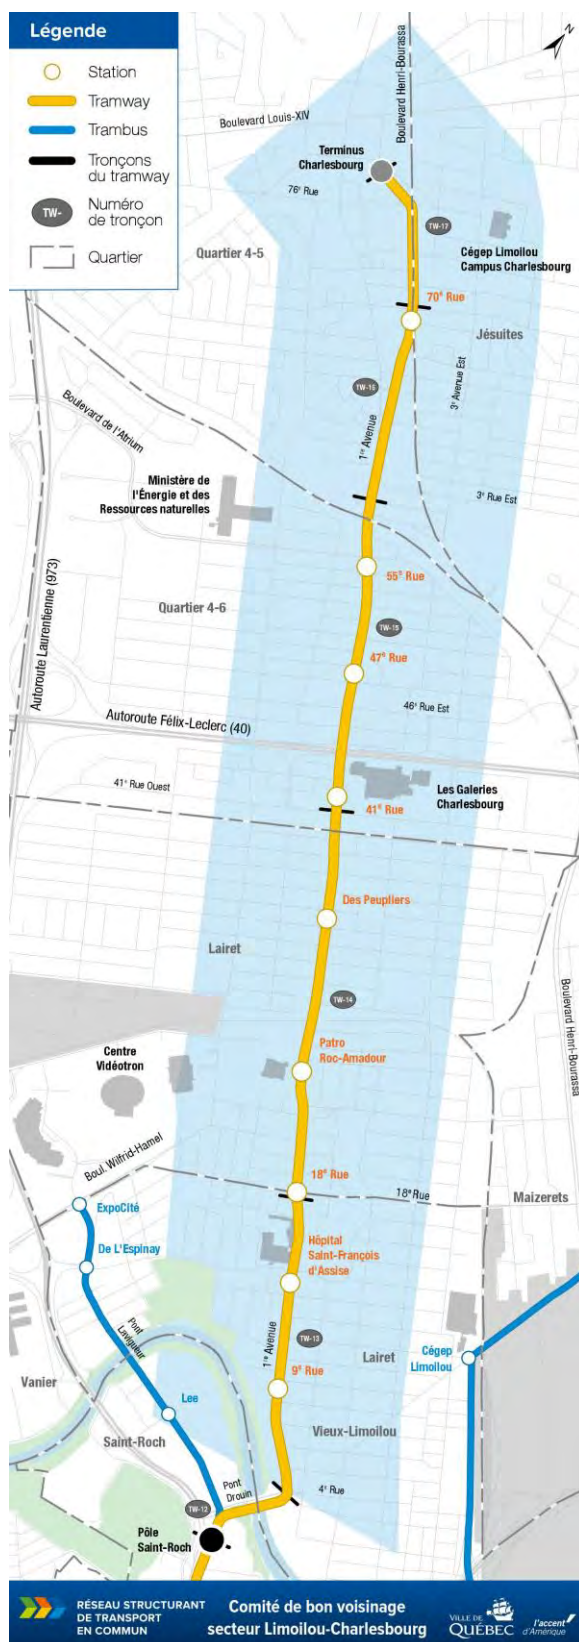 Légende
Station
Tramway
Trambus
Tronçons
du tramway
TW-
Numéro
de tronçon
Quartier
N
Boulevard Henri-Bourassa
Boulevard Louis-XIV
Terminus
Charlesbourg
76e Rue
TW-17
Cégep Limoilou
Campus Charlesbourg
Quartier 4-5
70e Rue
Jésuites
3e Avenue Est
TW-16
1re Avenue
Boulevard de l'Atrium
Ministère de
l'Énergie et des
Ressources naturelles
3e Rue Est
Autoroute Laurentienne (973)
55e Rue
Quartier 4-6
TW-15
47e Rue
46e Rue Est
Autoroute Félix-Leclerc (40)
41e Rue Ouest
Les Galeries
Charlesbourg
41e Rue
Des Peupliers
Lairet
TW-14
Boulevard Henri-Bourassa
Patro
Roc-Amadour
Centre
Vidéotron
Boul. Wilfrid-Hamel
18e Rue
18e Rue
Maizerets
ExpoCité
Hôpital
Saint-François
d'Assise
De L'Espinay
Pont
Lavigueur
TW-13
1re Avenue
Lairet
Cégep
Limoilou
9e Rue
Vanier
Lee
Vieux-Limoilou
Saint-Roch
4e Rue
Pont
Drouin
TW-12
Pôle
Saint-Roch
RÉSEAU STRUCTURANT
DE TRANSPORT
EN COMMUN
Comité de bon voisinage
secteur Limoilou-Charlesbourg
VILLE DE
QUÉBEC
l'accent
d'Amérique